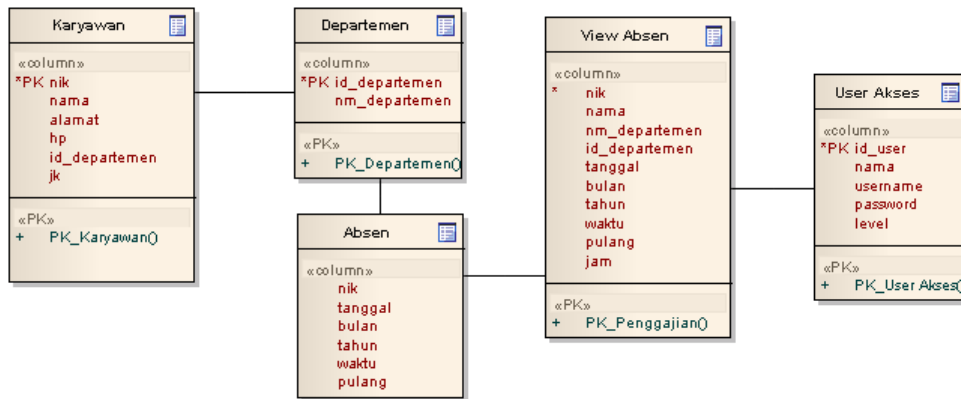 Karyawan
«column»
*PK nik
nama
alamat
hp
id_departemen
jk
«PK»
+ PK_Karyawan()
Departemen
«column»
*PK id_departemen
nm_departemen
«PK»
+ PK_Departemen()
Absen
«column»
nik
tanggal
bulan
tahun
waktu
pulang
View Absen
«column»
* nik
nama
nm_departemen
id_departemen
tanggal
bulan
tahun
waktu
pulang
jam
«PK»
+ PK_Penggajian()
User Akses
«column»
*PK id_user
nama
username
password
level
«PK»
+ PK_User Akses()